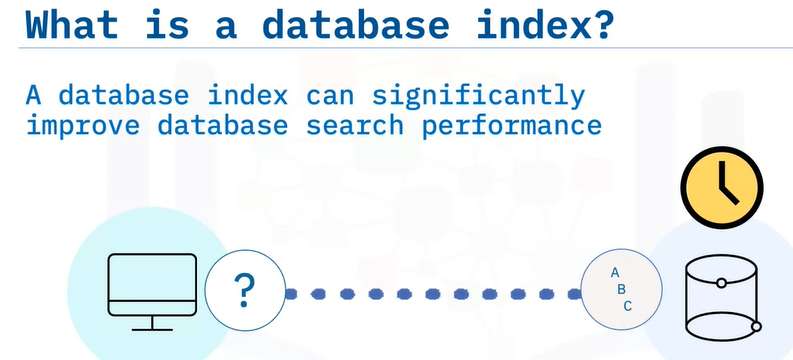 What is a database index?
A database index can significantly
improve database search performance
?
A
B
C